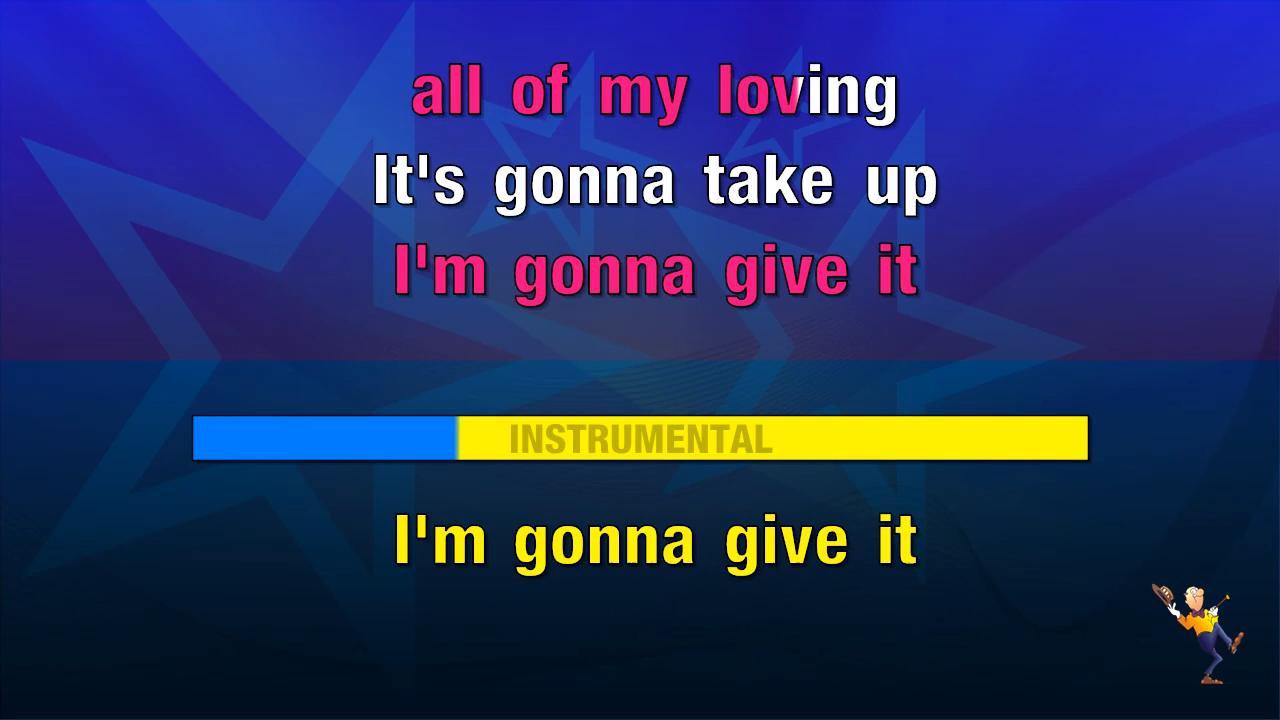 all of my loving
It's gonna take up
I'm gonna give it
INSTRUMENTAL
I'm gonna give it